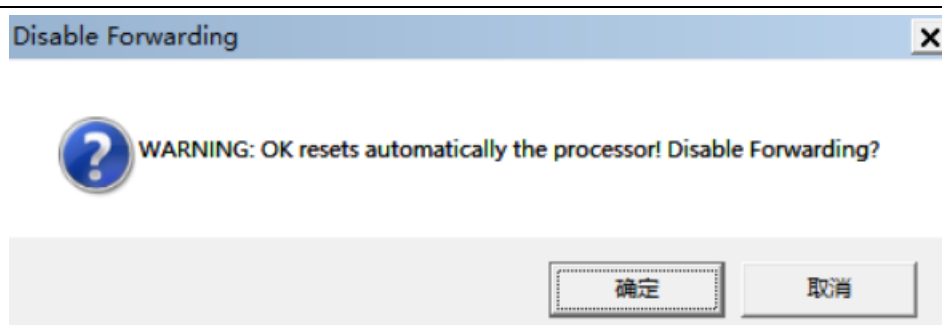 Disable Forwarding
WARNING: OK resets automatically the processor! Disable Forwarding?
确定
取消